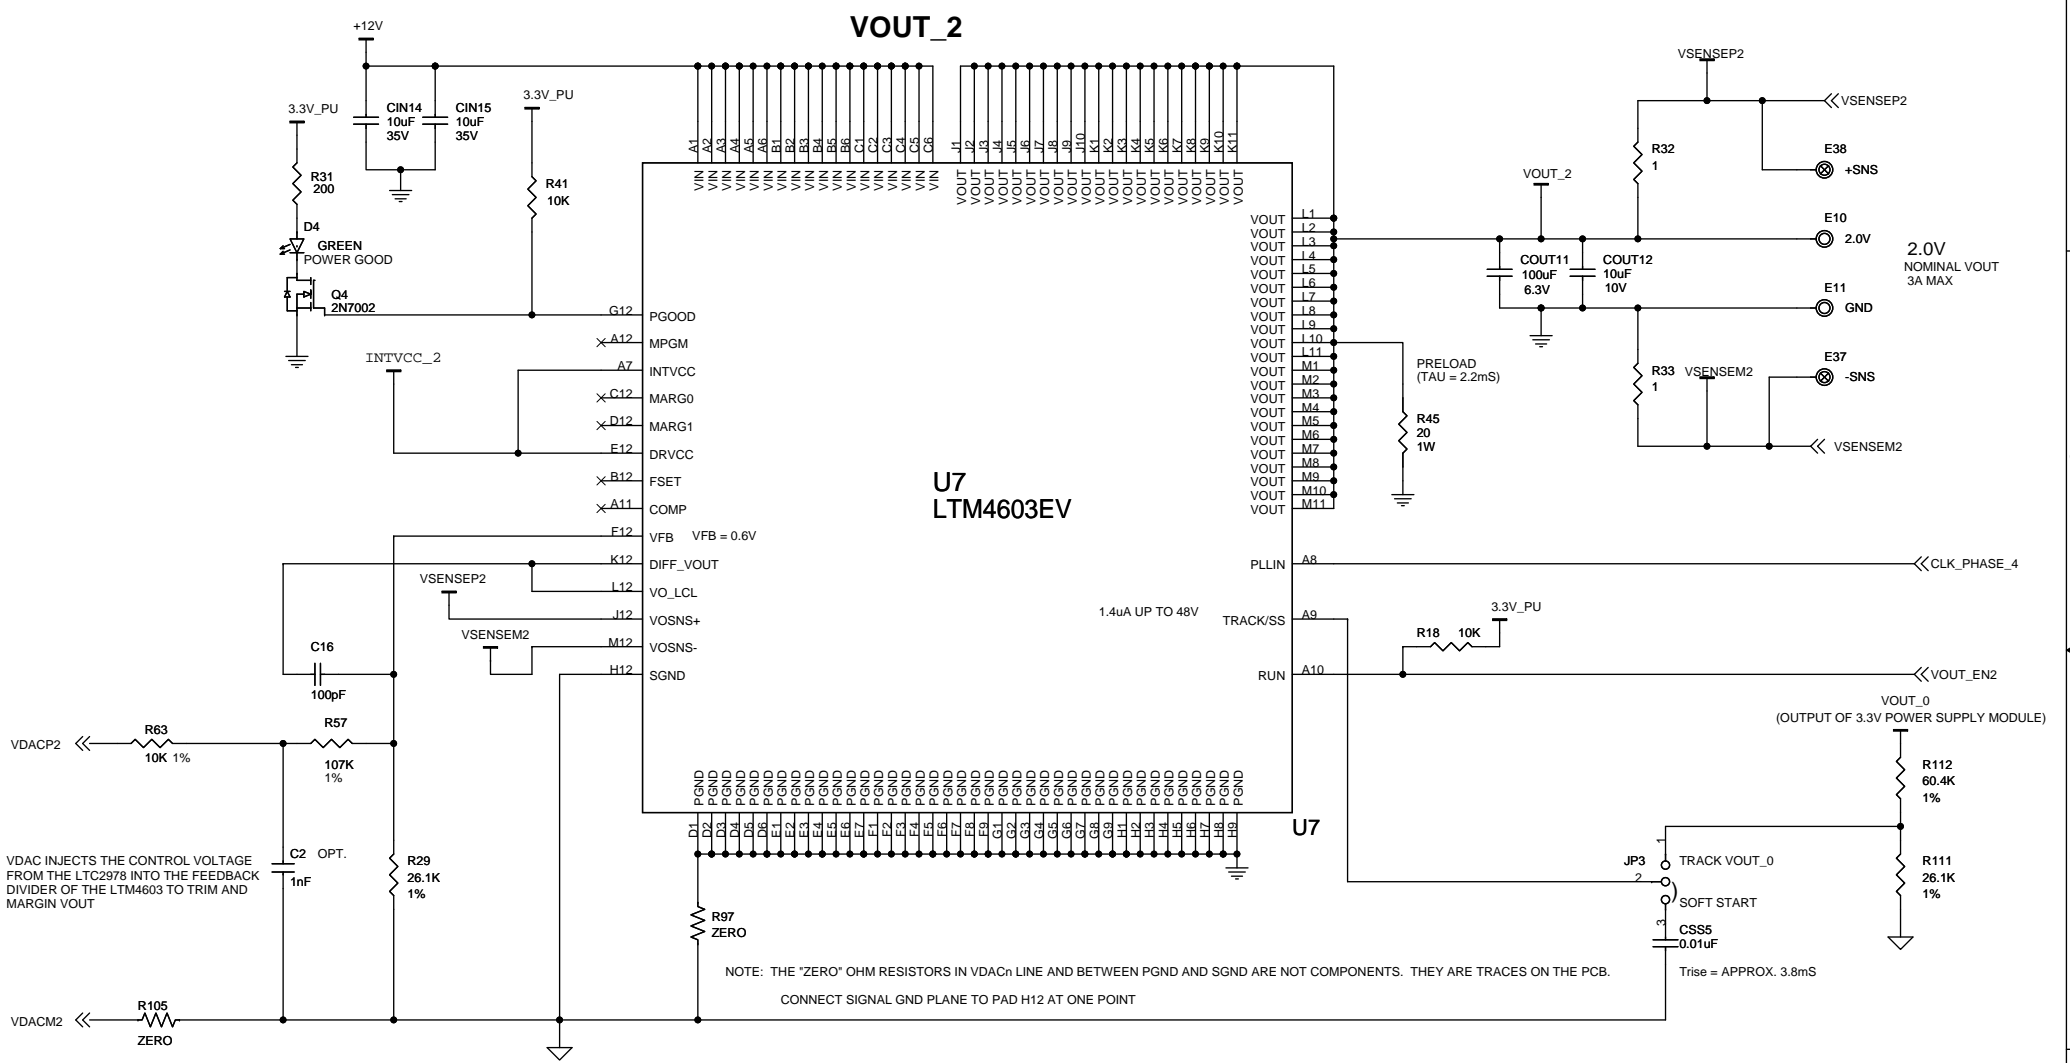 VOUT_2
+12V
3.3V_PU
CIN14
10uF
35V
CIN15
10uF
35V
3.3V_PU
R31
200
R41
10K
D4
GREEN
POWER GOOD
Q4
2N7002
INTVCC_2
A1 A2 A3 A4 A5 A6 B1 B2 B3 B4 B5 B6 C1 C2 C3 C4 C5 C6
VIN VIN VIN VIN VIN VIN VIN VIN VIN VIN VIN VIN VIN VIN VIN VIN VIN VIN
J1 J2 J3 J4 J5 J6 J7 J8 J9 J10 K1 K2 K3 K4 K5 K6 K7 K8 K9 K10 K11
VOUT VOUT VOUT VOUT VOUT VOUT VOUT VOUT VOUT VOUT VOUT VOUT VOUT VOUT VOUT VOUT VOUT VOUT VOUT VOUT VOUT
G12 PGOOD
A12 MPGM
A7 INTVCC
C12 MARG0
D12 MARG1
E12 DRVCC
B12 FSET
A11 COMP
F12 VFB VFB = 0.6V
K12 DIFF_VOUT
L12 VO_LCL
J12 VOSNS+
M12 VOSNS-
H12 SGND
U7
LTM4603EV
VOUT L1
VOUT L2
VOUT L3
VOUT L4
VOUT L5
VOUT L6
VOUT L7
VOUT L8
VOUT L9
VOUT L10
VOUT L11
VOUT M1
VOUT M2
VOUT M3
VOUT M4
VOUT M5
VOUT M6
VOUT M7
VOUT M8
VOUT M9
VOUT M10
VOUT M11
PLLIN A8
1.4uA UP TO 48V
TRACK/SS A9
RUN A10
PGND PGND PGND PGND PGND PGND PGND PGND PGND PGND PGND PGND PGND PGND PGND PGND PGND PGND PGND PGND PGND PGND PGND PGND PGND PGND PGND PGND PGND PGND PGND PGND PGND PGND PGND PGND PGND PGND PGND PGND
D1 D2 D3 D4 D5 D6 E1 E2 E3 E4 E5 E6 E7 F1 F2 F3 F4 F5 F6 F7 F8 F9 G1 G2 G3 G4 G5 G6 G7 G8 G9 H1 H2 H3 H4 H5 H6 H7 H8 H9
U7
VSENSEP2
VSENSEP2
R32
1
E38
+SNS
VOUT_2
E10
2.0V
2.0V
NOMINAL VOUT
3A MAX
COUT11
100uF
6.3V
COUT12
10uF
10V
E11
GND
R33
1
VSENSEM2
E37
-SNS
VSENSEM2
PRELOAD
(TAU = 2.2mS)
R45
20
1W
CLK_PHASE_4
3.3V_PU
R18 10K
VOUT_EN2
VOUT_0
(OUTPUT OF 3.3V POWER SUPPLY MODULE)
R112
60.4K
1%
R111
26.1K
1%
JP3
1
TRACK VOUT_0
2
SOFT START
3
CSS5
0.01uF
Trise = APPROX. 3.8mS
VSENSEP2
VSENSEM2
C16
100pF
VDACP2
R63
10K 1%
R57
107K
1%
VDAC INJECTS THE CONTROL VOLTAGE
FROM THE LTC2978 INTO THE FEEDBACK
DIVIDER OF THE LTM4603 TO TRIM AND
MARGIN VOUT
C2 OPT.
1nF
R29
26.1K
1%
R97
ZERO
NOTE: THE "ZERO" OHM RESISTORS IN VDACn LINE AND BETWEEN PGND AND SGND ARE NOT COMPONENTS. THEY ARE TRACES ON THE PCB.
CONNECT SIGNAL GND PLANE TO PAD H12 AT ONE POINT
VDACM2
R105
ZERO